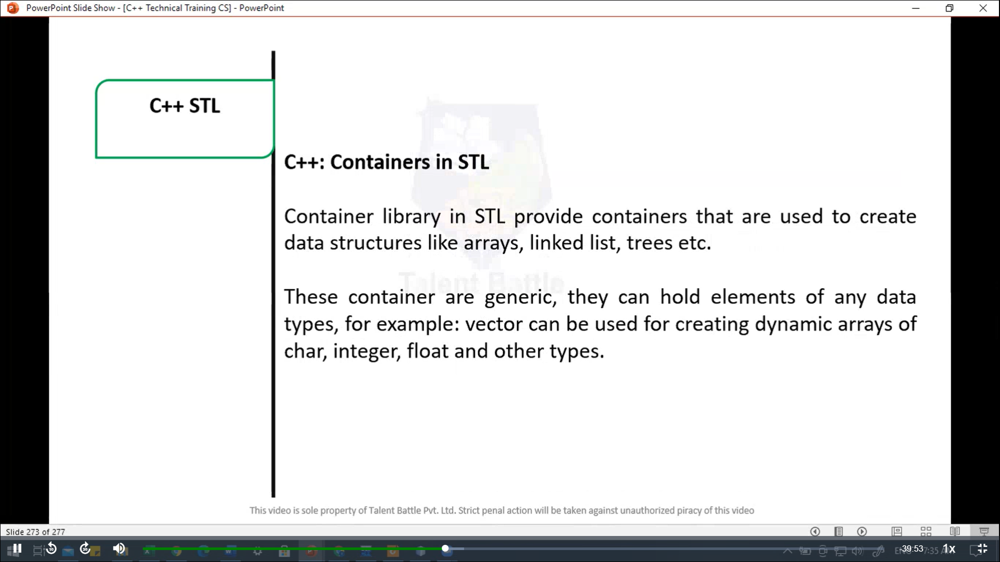 PowerPoint Slide Show - [C++ Technical Training CS] - PowerPoint
C++ STL
C++: Containers in STL
Container library in STL provide containers that are used to create
data structures like arrays, linked list, trees etc.
Talent Battle
These container are generic, they can hold elements of any data
types, for example: vector can be used for creating dynamic arrays of
char, integer, float and other types.
This video is sole property of Talent Battle Pvt. Ltd. Strict penal action will be taken against unauthorized piracy of this video
Slide 273 of 277
10
30
-39:53
1x